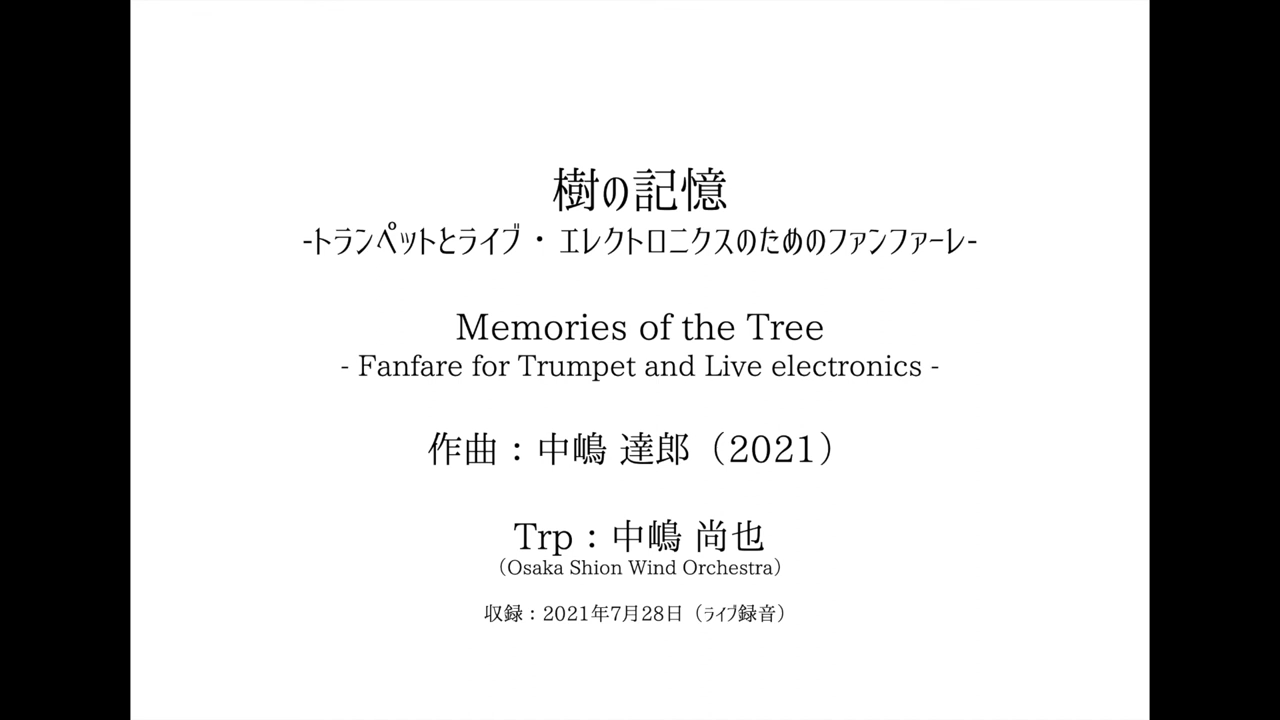 樹の記憶
-トランペットとライブ・エレクトロニクスのためのファンファーレ-
Memories of the Tree
- Fanfare for Trumpet and Live electronics -
作曲：中嶋 達郎（2021）
Trp：中嶋 尚也
（Osaka Shion Wind Orchestra）
収録：2021年7月28日（ライブ録音）